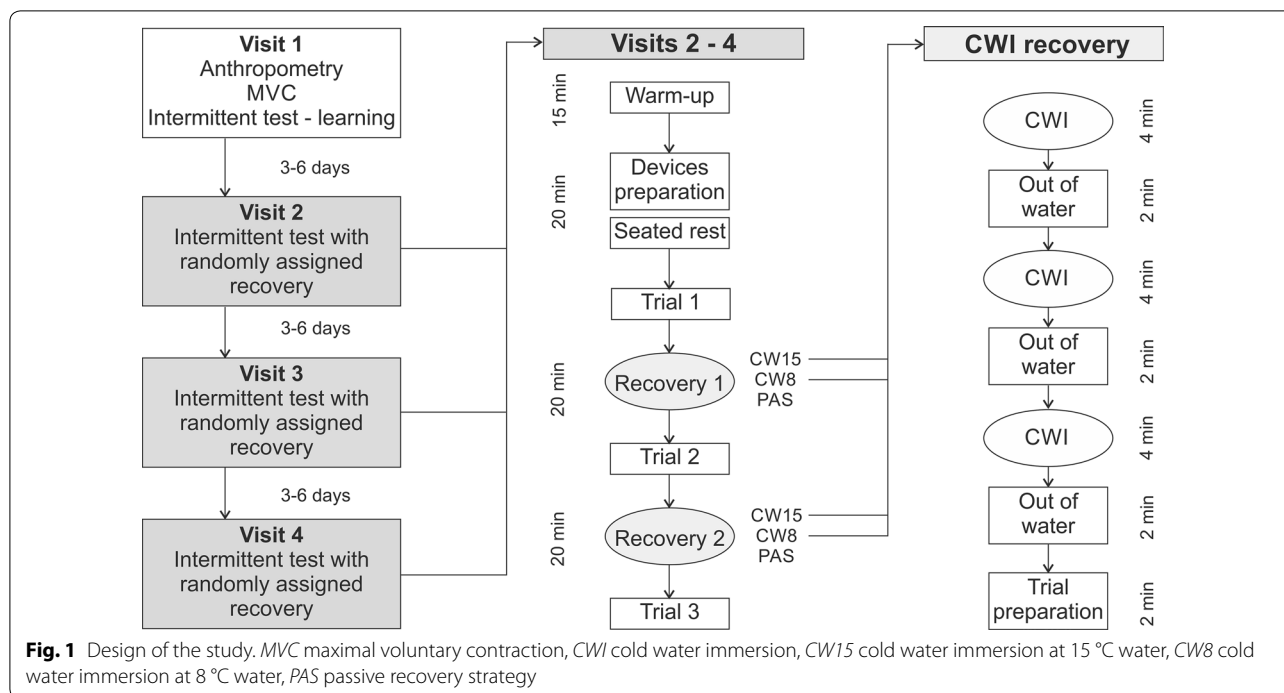 Visit 1
Anthropometry
MVC
Intermittent test - learning
3-6 days
Visit 2
Intermittent test with
randomly assigned
recovery
3-6 days
Visit 3
Intermittent test with
randomly assigned
recovery
3-6 days
Visit 4
Intermittent test with
randomly assigned
recovery
Visits 2 - 4
15 min
Warm-up
20 min
Devices
preparation
Seated rest
Trial 1
20 min
Recovery 1
CW15
CW8
PAS
Trial 2
20 min
Recovery 2
CW15
CW8
PAS
Trial 3
CWI recovery
CWI
4 min
Out of
water
2 min
CWI
4 min
Out of
water
2 min
CWI
4 min
Out of
water
2 min
Trial
preparation
2 min
Fig. 1 Design of the study. MVC maximal voluntary contraction, CWI cold water immersion, CW15 cold water immersion at 15 °C water, CW8 cold
water immersion at 8 °C water, PAS passive recovery strategy